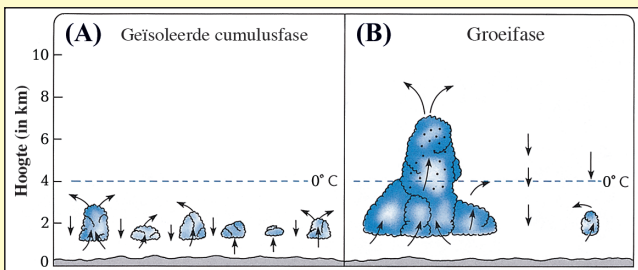 (A) Geïsoleerde cumulusfase
(B) Groeifase
Hoogte (in km)
10
8
6
4
2
0
0° C
0° C